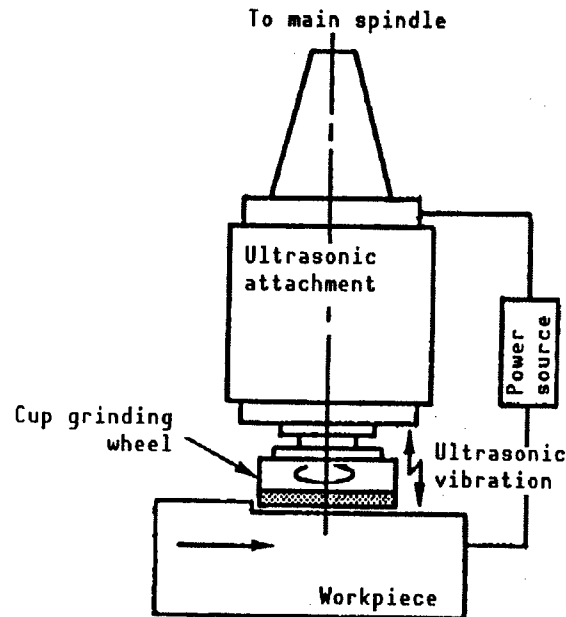 To main spindle
Ultrasonic
attachment
Power
source
Cup grinding
wheel
Ultrasonic
vibration
Workpiece